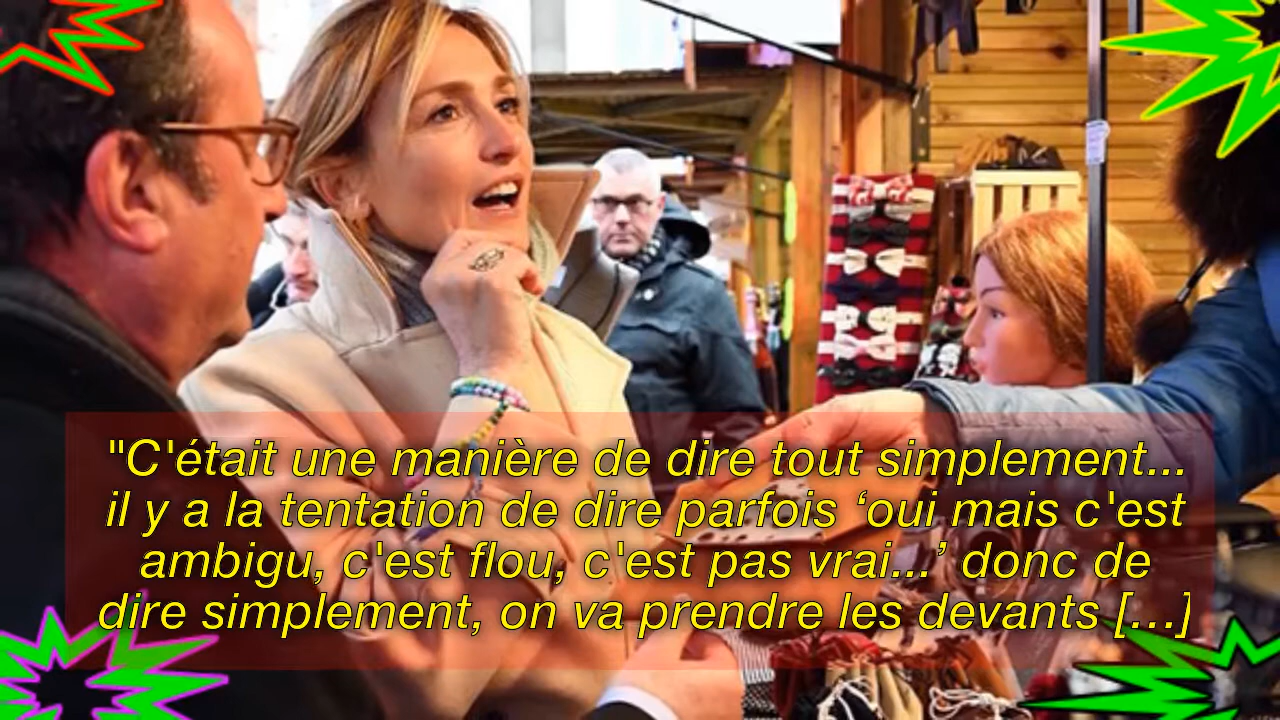 "C'était une manière de dire tout simplement...
il y a la tentation de dire parfois ‘oui mais c'est
ambigu, c'est flou, c'est pas vrai...’ donc de
dire simplement, on va prendre les devants [...]